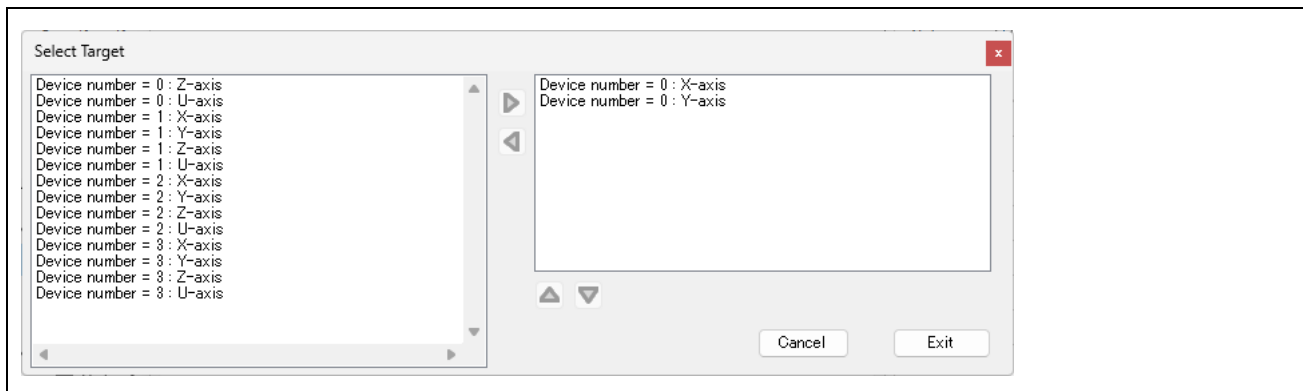 Select Target
x
Device number = 0 : Z-axis
Device number = 0 : U-axis
Device number = 1 : X-axis
Device number = 1 : Y-axis
Device number = 1 : Z-axis
Device number = 1 : U-axis
Device number = 2 : X-axis
Device number = 2 : Y-axis
Device number = 2 : Z-axis
Device number = 2 : U-axis
Device number = 3 : X-axis
Device number = 3 : Y-axis
Device number = 3 : Z-axis
Device number = 3 : U-axis
Device number = 0 : X-axis
Device number = 0 : Y-axis
Cancel
Exit